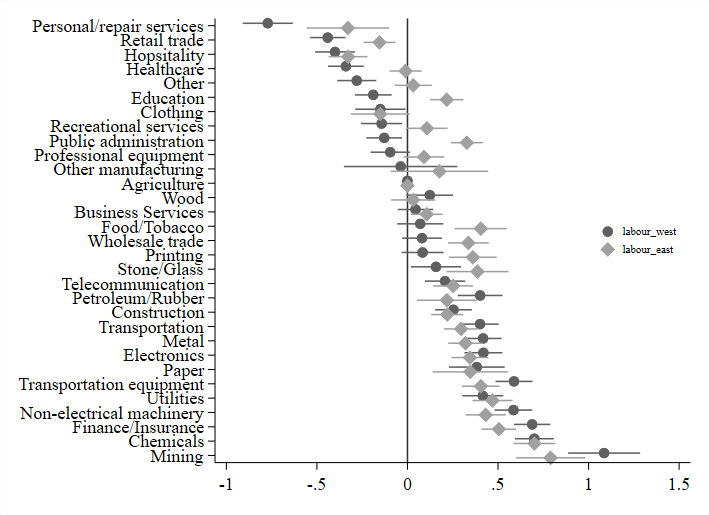 Personal/repair services
Retail trade
Hopsitality
Healthcare
Other
Education
Clothing
Recreational services
Public administration
Professional equipment
Other manufacturing
Agriculture
Wood
Business Services
Food/Tobacco
Wholesale trade
Printing
Stone/Glass
Telecommunication
Petroleum/Rubber
Construction
Transportation
Metal
Electronics
Paper
Transportation equipment
Utilities
Non-electrical machinery
Finance/Insurance
Chemicals
Mining
labour_west
labour_east
-1 -.5 0 .5 1 1.5